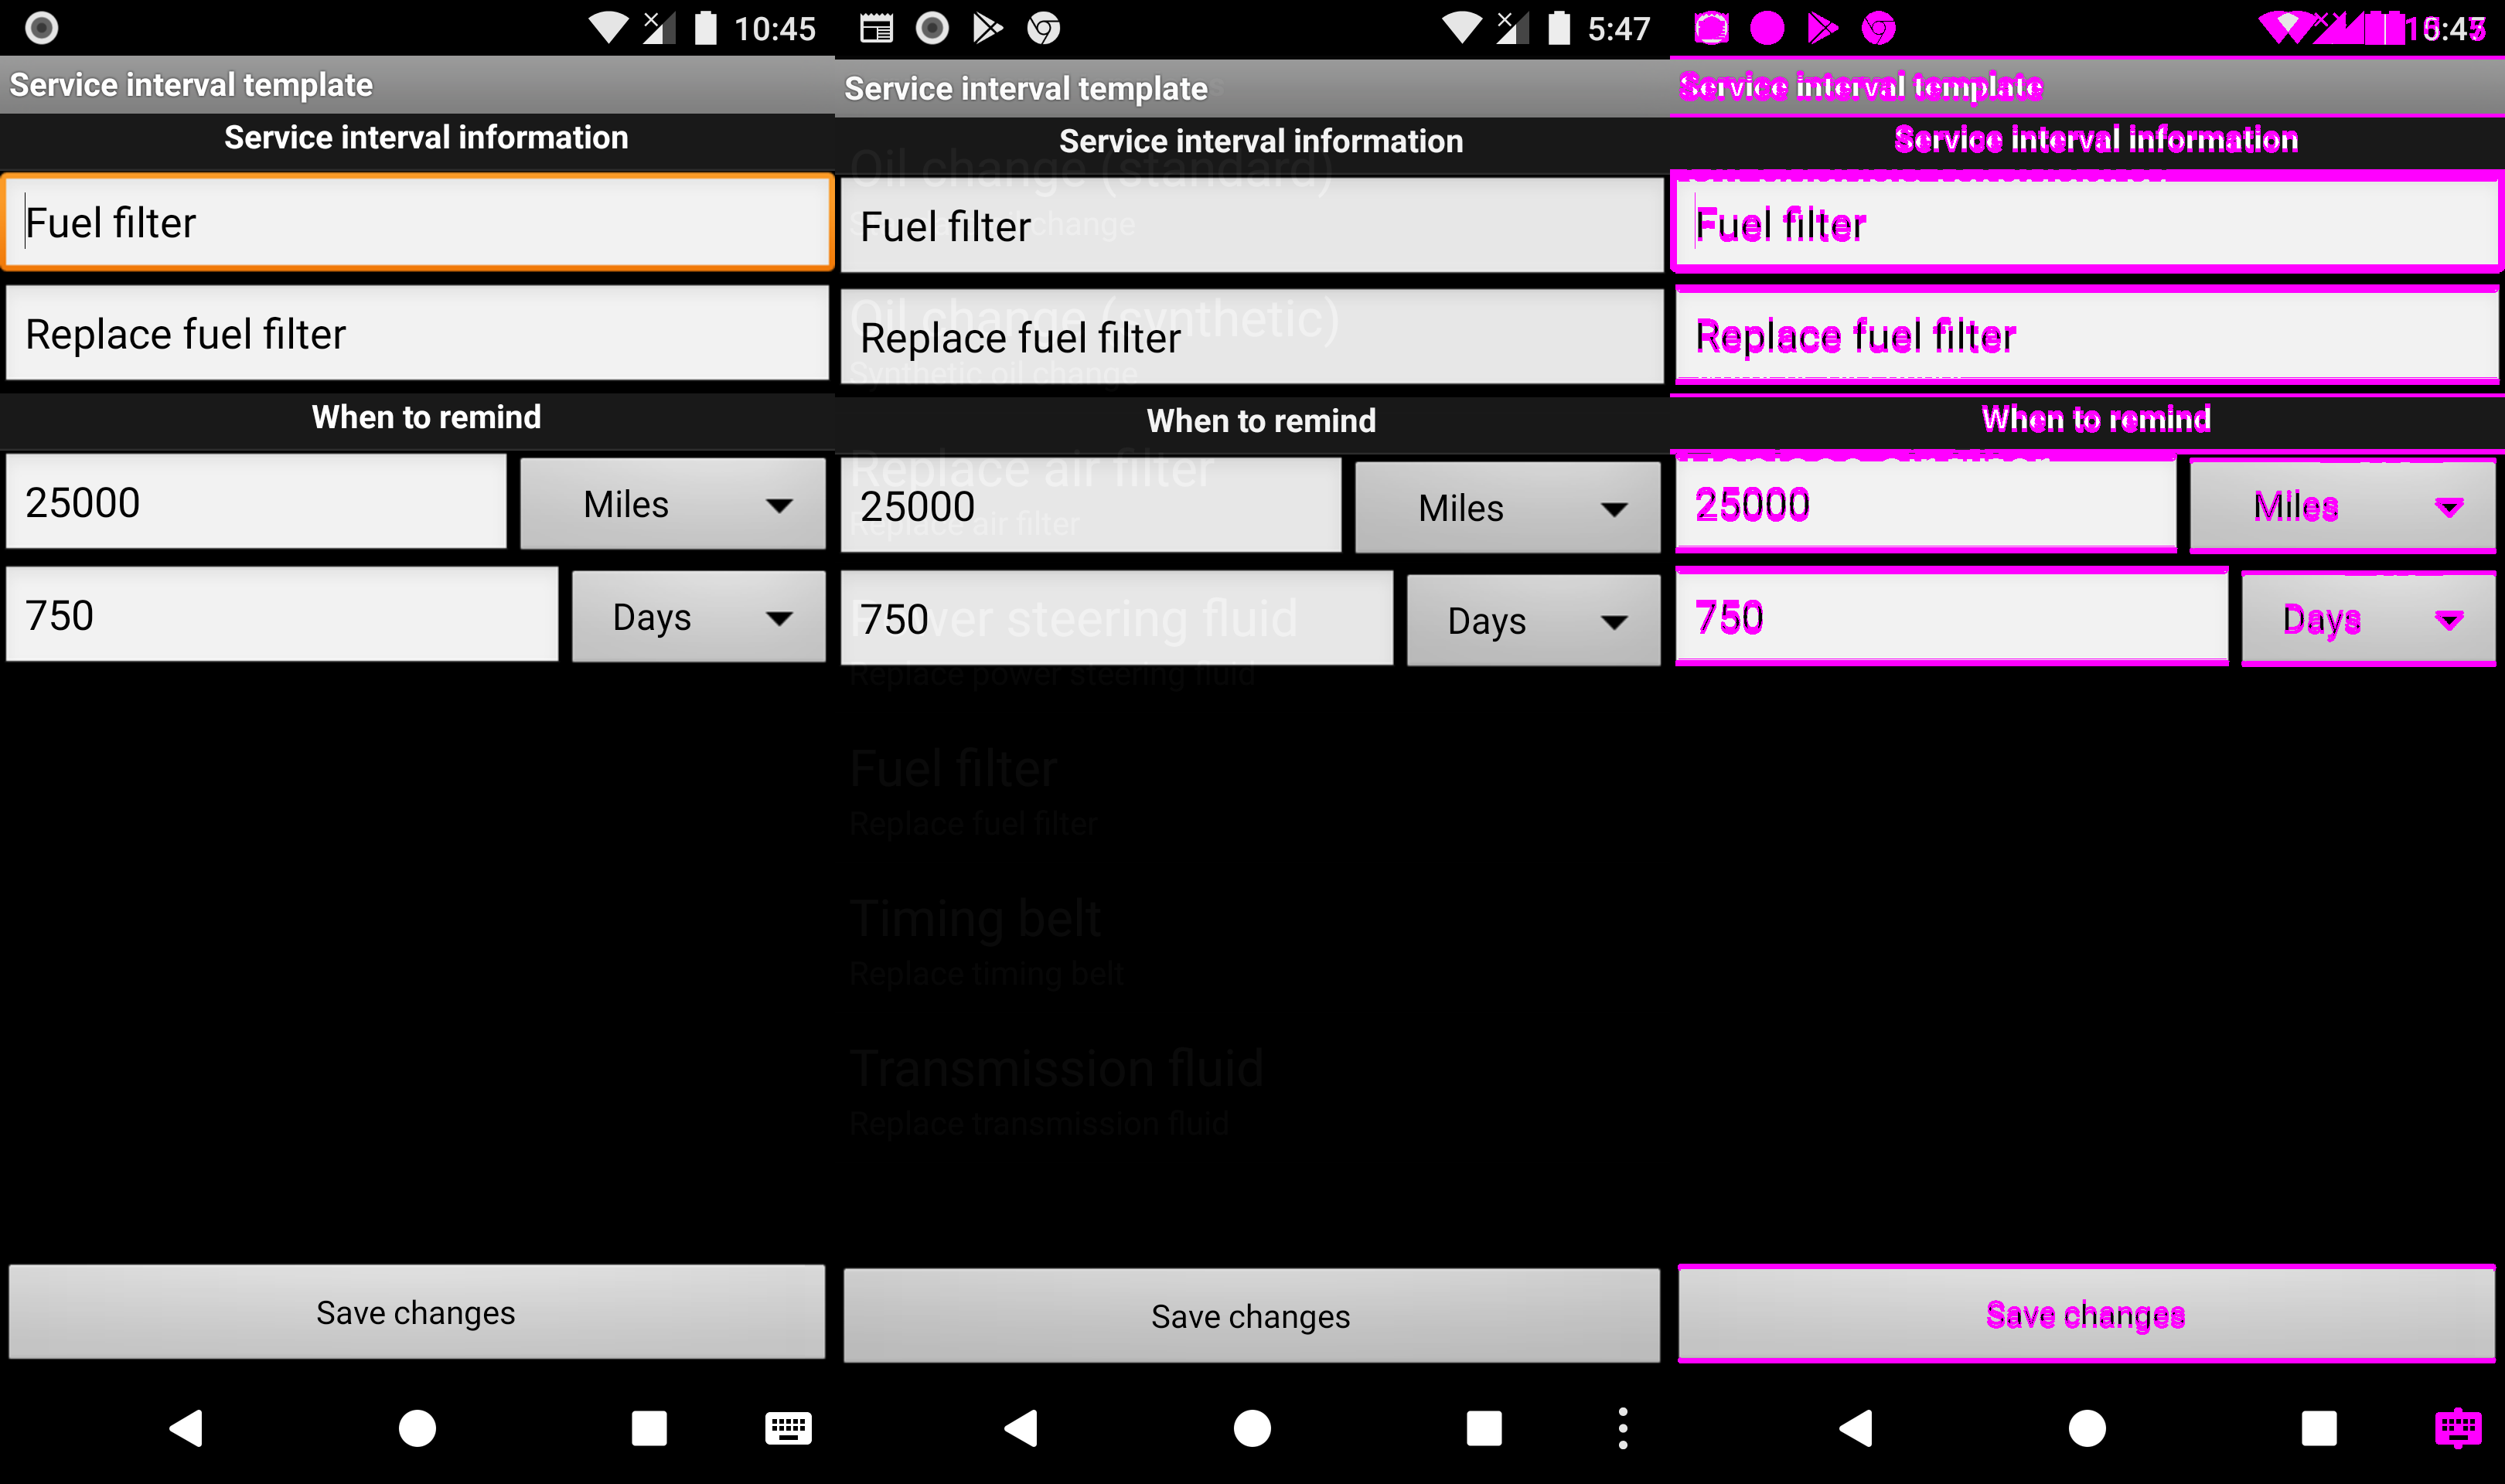 10:45
Service interval template
Service interval information
Fuel filter
Replace fuel filter
When to remind
25000
Miles
750
Days
Save changes
5:47
Service interval template
Service interval information
Oil change (standard)
Fuel filter
change
Oil change (synthetic)
Replace fuel filter
Synthetic oil change
When to remind
Replace air filter
25000
Miles
Replace air filter
Power steering fluid
750
Days
Replace power steering fluid
Fuel filter
Replace fuel filter
Timing belt
Replace timing belt
Transmission fluid
Replace transmission fluid
Save changes
Service interval template
Service interval information
Fuel filter
Replace fuel filter
When to remind
25000
Miles
750
Days
Save changes